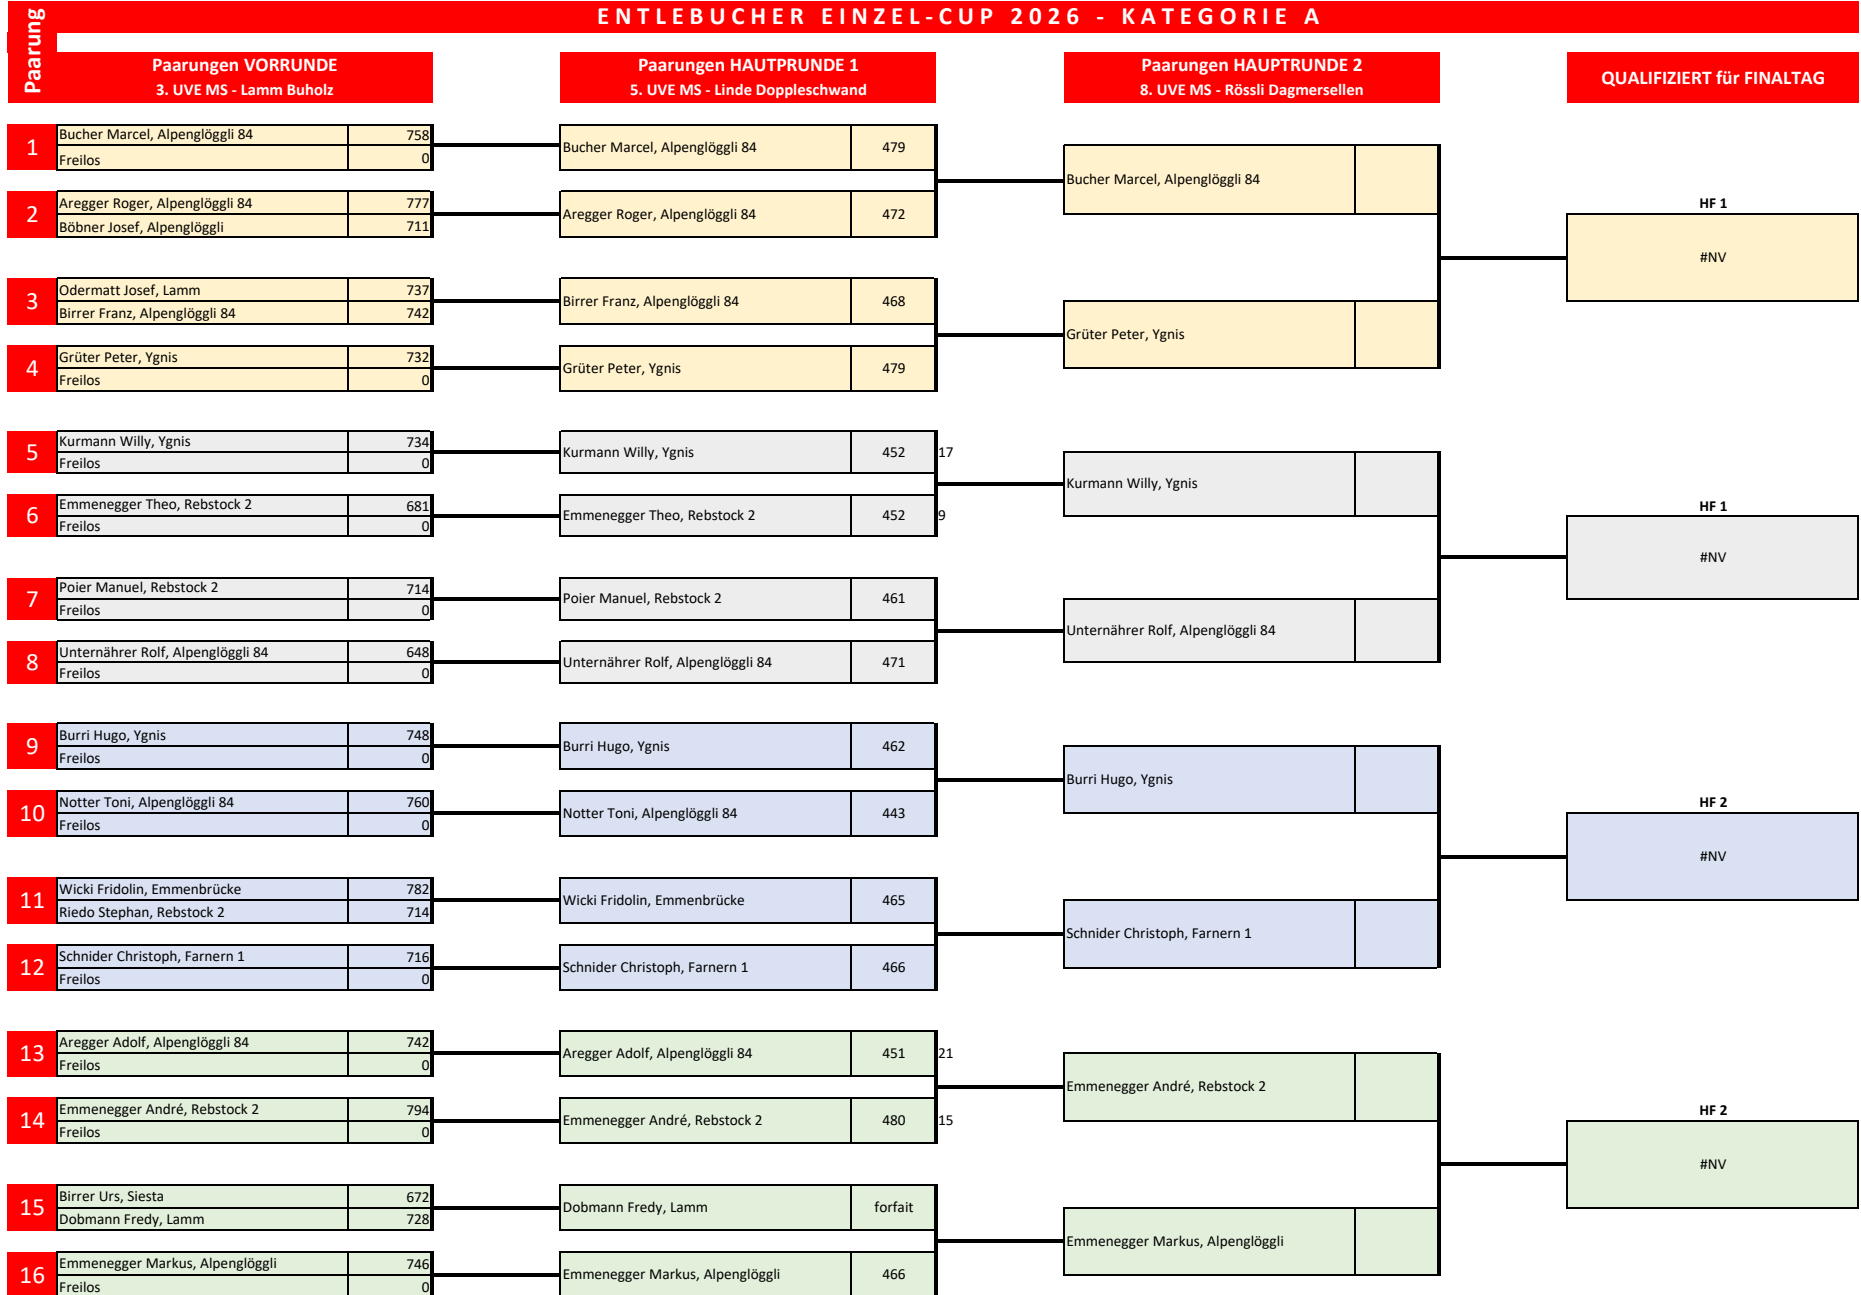 ENTLEBUCHER EINZEL-CUP 2026 - KATEGORIE A
Paarung
Paarungen VORRUNDE
3. UVE MS - Lamm Buholz
Paarungen HAUTPRUNDE 1
5. UVE MS - Linde Doppleschwand
Paarungen HAUPTRUNDE 2
8. UVE MS - Rössli Dagmersellen
QUALIFIZIERT für FINALTAG
1
Bucher Marcel, Alpenglöggli 84 758
Freilos 0
Bucher Marcel, Alpenglöggli 84 479
2
Aregger Roger, Alpenglöggli 84 777
Böbner Josef, Alpenglöggli 711
Aregger Roger, Alpenglöggli 84 472
Bucher Marcel, Alpenglöggli 84
3
Odermatt Josef, Lamm 737
Birrer Franz, Alpenglöggli 84 742
Birrer Franz, Alpenglöggli 84 468
4
Grüter Peter, Ygnis 732
Freilos 0
Grüter Peter, Ygnis 479
Grüter Peter, Ygnis
HF 1
#NV
5
Kurmann Willy, Ygnis 734
Freilos 0
Kurmann Willy, Ygnis 452 17
6
Emmenegger Theo, Rebstock 2 681
Freilos 0
Emmenegger Theo, Rebstock 2 452 9
Kurmann Willy, Ygnis
7
Poier Manuel, Rebstock 2 714
Freilos 0
Poier Manuel, Rebstock 2 461
8
Unternährer Rolf, Alpenglöggli 84 648
Freilos 0
Unternährer Rolf, Alpenglöggli 84 471
Unternährer Rolf, Alpenglöggli 84
HF 1
#NV
9
Burri Hugo, Ygnis 748
Freilos 0
Burri Hugo, Ygnis 462
10
Notter Toni, Alpenglöggli 84 760
Freilos 0
Notter Toni, Alpenglöggli 84 443
Burri Hugo, Ygnis
11
Wicki Fridolin, Emmenbrücke 782
Riedo Stephan, Rebstock 2 714
Wicki Fridolin, Emmenbrücke 465
12
Schnider Christoph, Farnern 1 716
Freilos 0
Schnider Christoph, Farnern 1 466
Schnider Christoph, Farnern 1
HF 2
#NV
13
Aregger Adolf, Alpenglöggli 84 742
Freilos 0
Aregger Adolf, Alpenglöggli 84 451 21
14
Emmenegger André, Rebstock 2 794
Freilos 0
Emmenegger André, Rebstock 2 480 15
Emmenegger André, Rebstock 2
15
Birrer Urs, Siesta 672
Dobmann Fredy, Lamm 728
Dobmann Fredy, Lamm forfait
16
Emmenegger Markus, Alpenglöggli 746
Freilos 0
Emmenegger Markus, Alpenglöggli 466
Emmenegger Markus, Alpenglöggli
HF 2
#NV